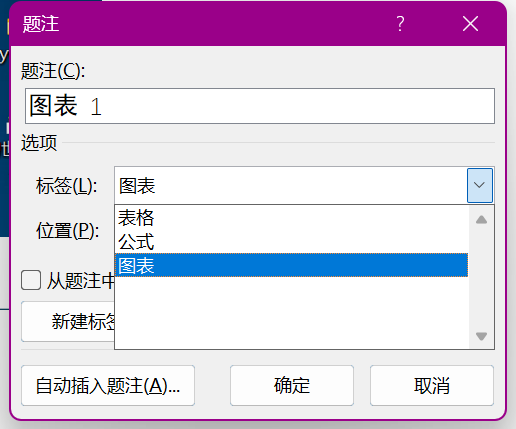 题注
?
题注(C):
图表 1
选项
标签(L):
图表
表格
位置(P):
公式
图表
从题注中
新建标签
自动插入题注(A)...
确定
取消